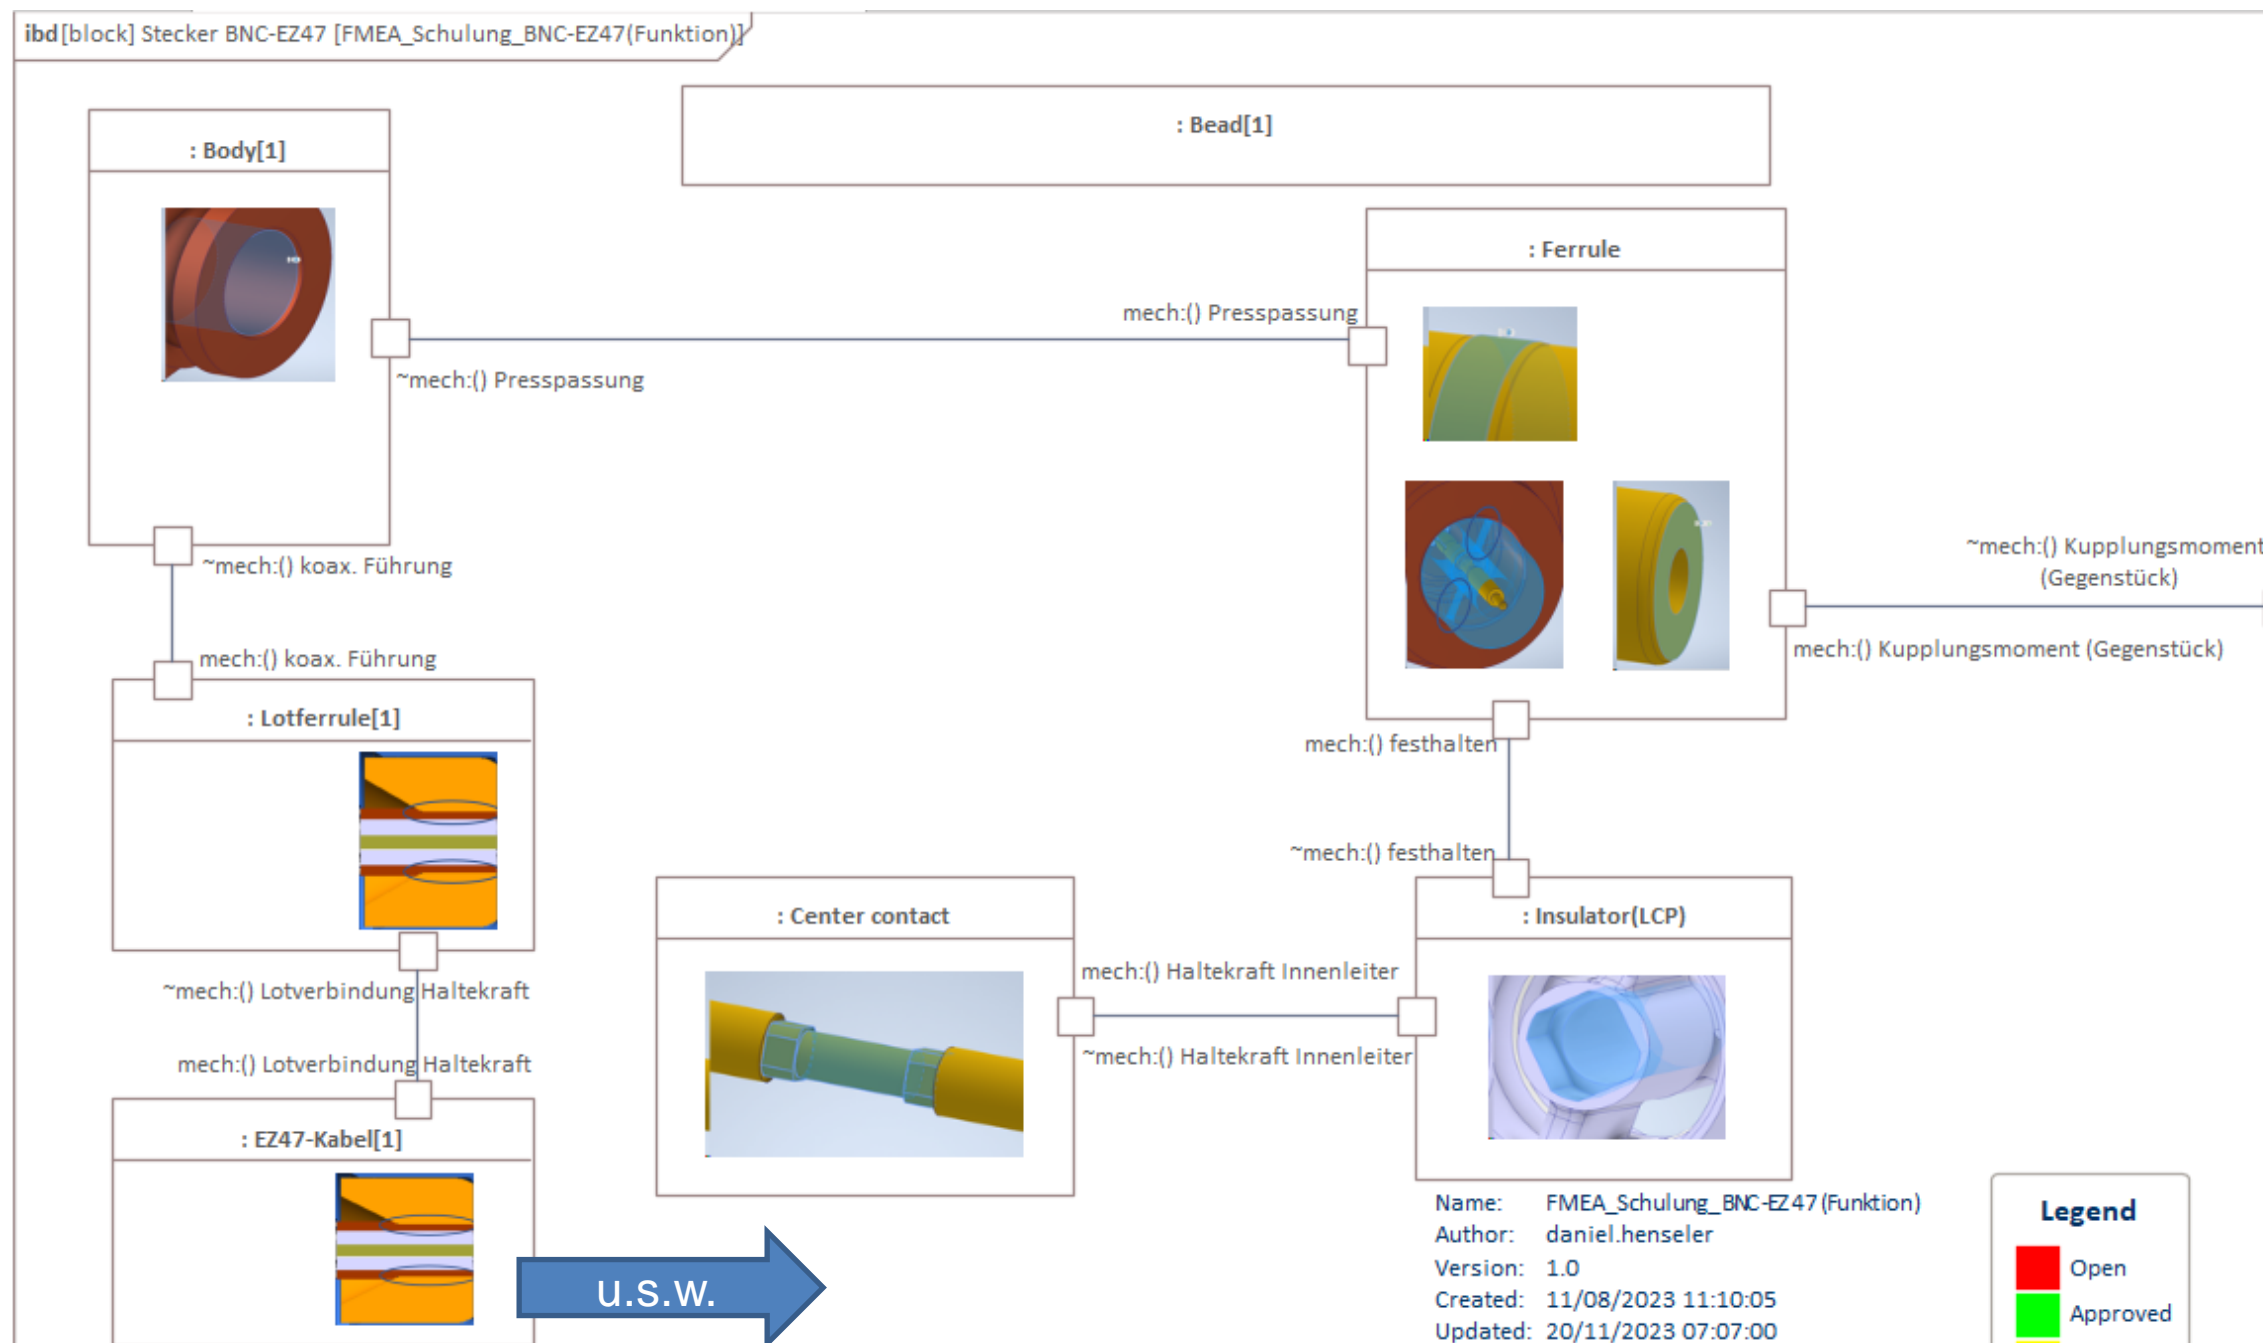 ibd [block] Stecker BNC-EZ47 [FMEA_Schulung_BNC-EZ47(Funktion)]
: Bead[1]
: Body[1]
: Ferrule
mech:() Presspassung
~mech:() Presspassung
~mech:() Kupplungsmoment
(Gegenstück)
mech:() Kupplungsmoment (Gegenstück)
~mech:() koax. Führung
mech:() koax. Führung
: Lotferrule[1]
mech:() festhalten
~mech:() festhalten
: Center contact
: Insulator(LCP)
mech:() Haltekraft Innenleiter
~mech:() Haltekraft Innenleiter
~mech:() Lotverbindung Haltekraft
mech:() Lotverbindung Haltekraft
: EZ47-Kabel[1]
u.s.w.
Name: FMEA_Schulung_BNC-EZ47 (Funktion)
Author: daniel.henseler
Version: 1.0
Created: 11/08/2023 11:10:05
Updated: 20/11/2023 07:07:00
Legend
Open
Approved